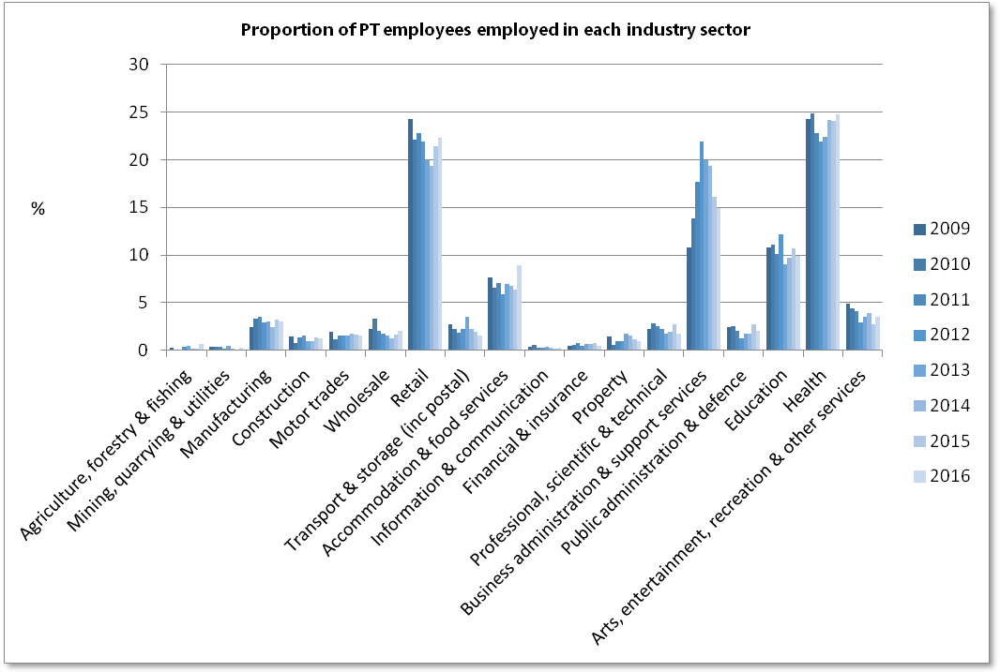 Proportion of PT employees employed in each industry sector
30
25
20
15
10
5
0
%
Agriculture, forestry & fishing
Mining, quarrying & utilities
Manufacturing
Construction
Motor trades
Wholesale
Retail
Transport & storage (inc postal)
Accommodation & food services
Information & communication
Financial & insurance
Property
Professional, scientific & technical
Business administration & support services
Public administration & defence
Education
Health
Arts, entertainment, recreation & other services
2009
2010
2011
2012
2013
2014
2015
2016